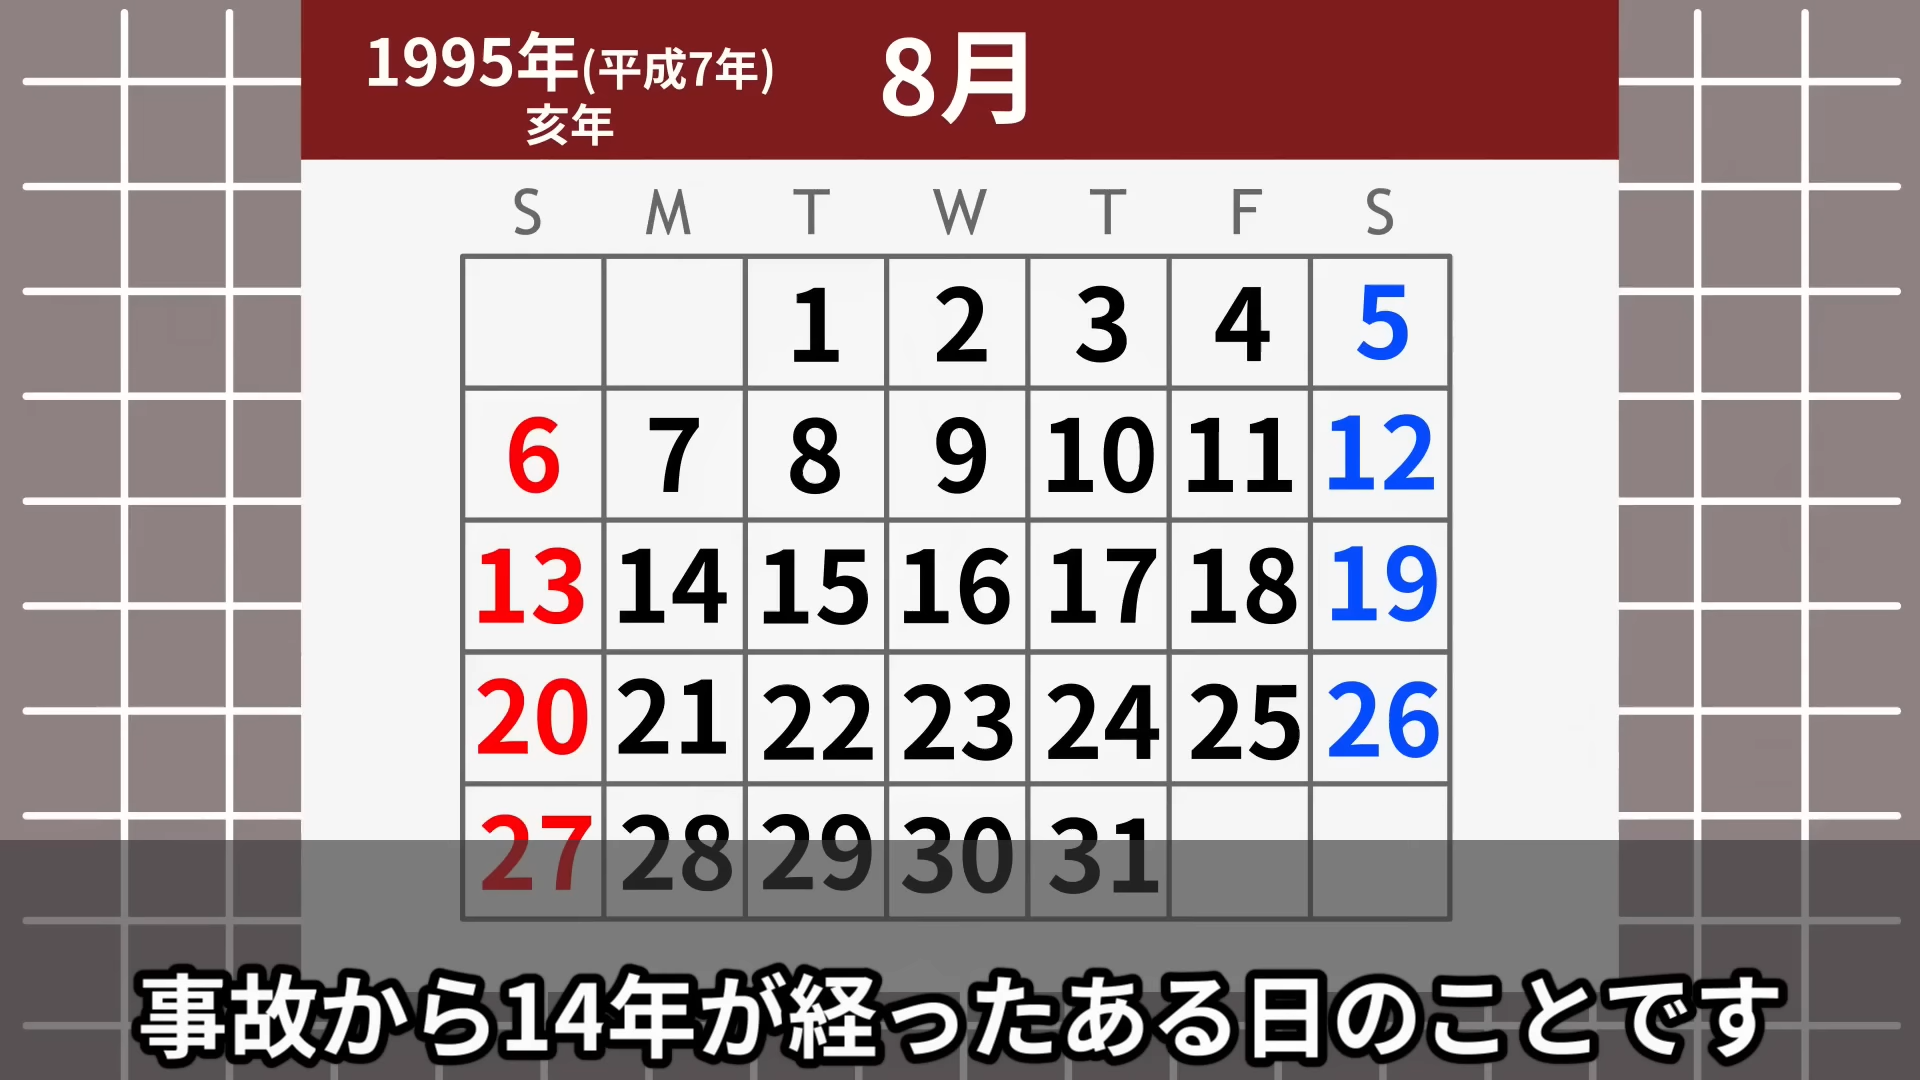 1995年(平成7年) 8月
亥年
S M T W T F S
1 2 3 4 5
6 7 8 9 10 11 12
13 14 15 16 17 18 19
20 21 22 23 24 25 26
27 28 29 30 31
事故から14年が経ったある日のことです